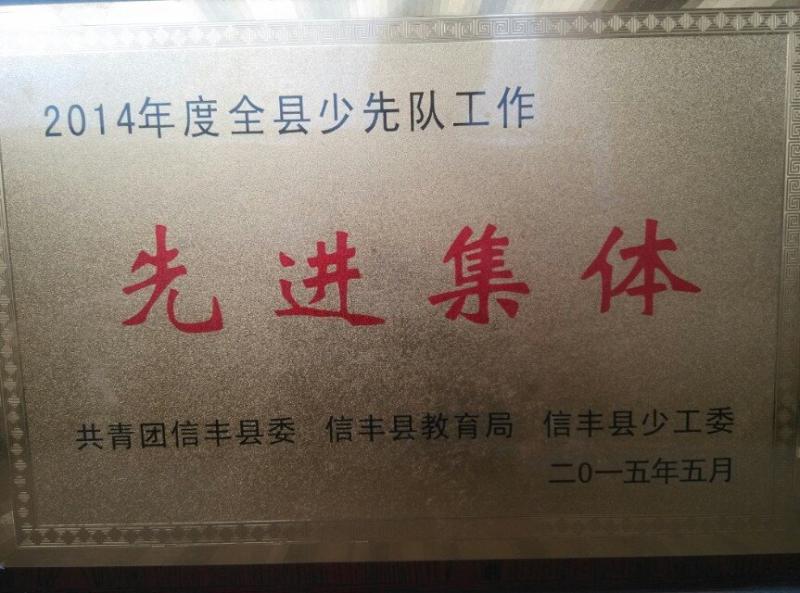 2014年度全县少先队工作
先进集体
共青团信丰县委 信丰县教育局 信丰县少工委
二0一五年五月